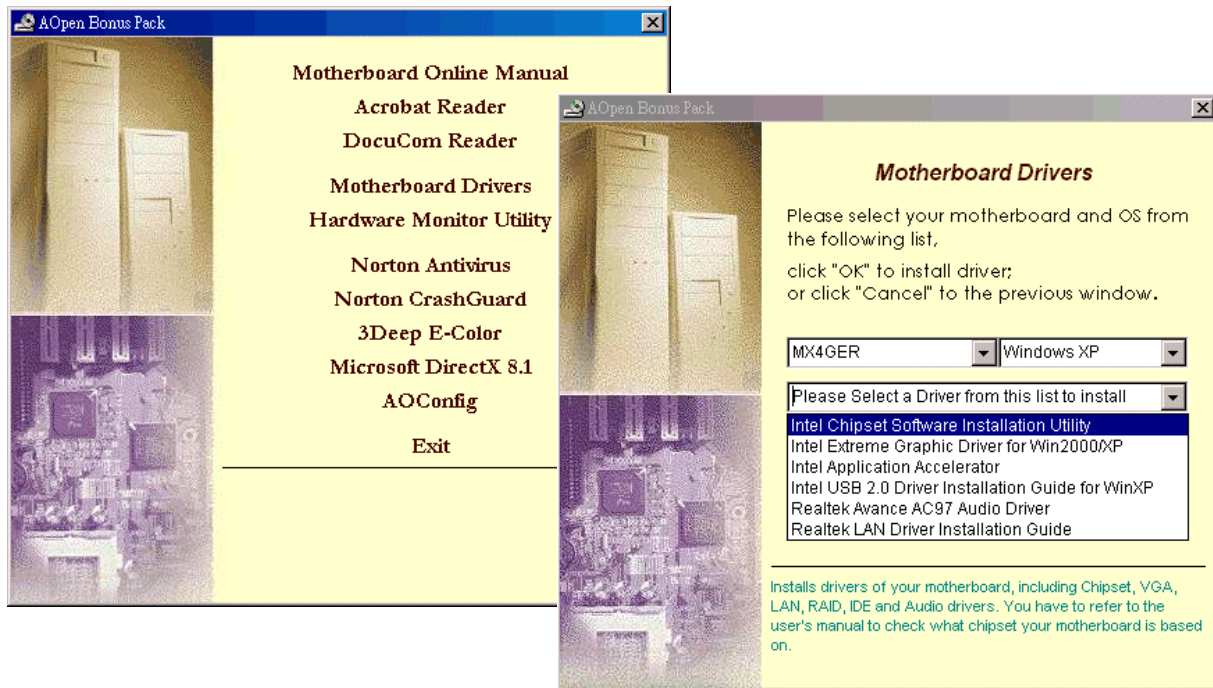 AOpen Bonus Pack
Motherboard Online Manual
Acrobat Reader
DocuCom Reader
Motherboard Drivers
Hardware Monitor Utility
Norton Antivirus
Norton CrashGuard
3Deep E-Color
Microsoft DirectX 8.1
AOConfig
Exit
AOpen Bonus Pack
Motherboard Drivers
Please select your motherboard and OS from
the following list,
click "OK" to install driver;
or click "Cancel" to the previous window.
MX4GER
Windows XP
Please Select a Driver from this list to install
Intel Chipset Software Installation Utility
Intel Extreme Graphic Driver for Win2000/XP
Intel Application Accelerator
Intel USB 2.0 Driver Installation Guide for WinXP
Realtek Avance AC97 Audio Driver
Realtek LAN Driver Installation Guide
Installs drivers of your motherboard, including Chipset, VGA,
LAN, RAID, IDE and Audio drivers. You have to refer to the
user's manual to check what chipset your motherboard is based
on.